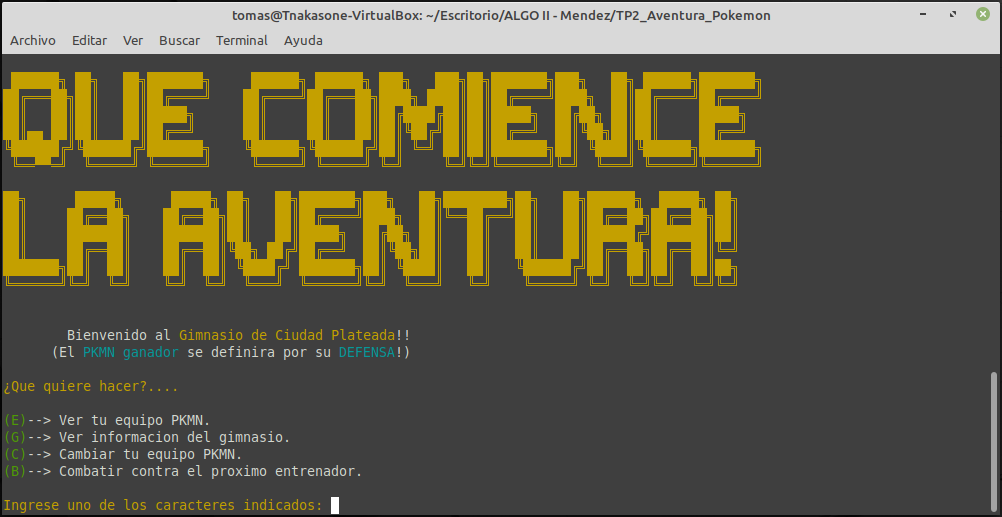 tomas@Tnakasone-VirtualBox: ~/Escritorio/ALGO II - Mendez/TP2_Aventura_Pokemon
Archivo Editar Ver Buscar Terminal Ayuda
QUE COMIENCE
LA AVENTURA!
Bienvenido al Gimnasio de Ciudad Plateada!!
(El PKMN ganador se definira por su DEFENSA!)
¿Que quiere hacer?....
(E)--> Ver tu equipo PKMN.
(G)--> Ver informacion del gimnasio.
(C)--> Cambiar tu equipo PKMN.
(B)--> Combatir contra el proximo entrenador.
Ingrese uno de los caracteres indicados: